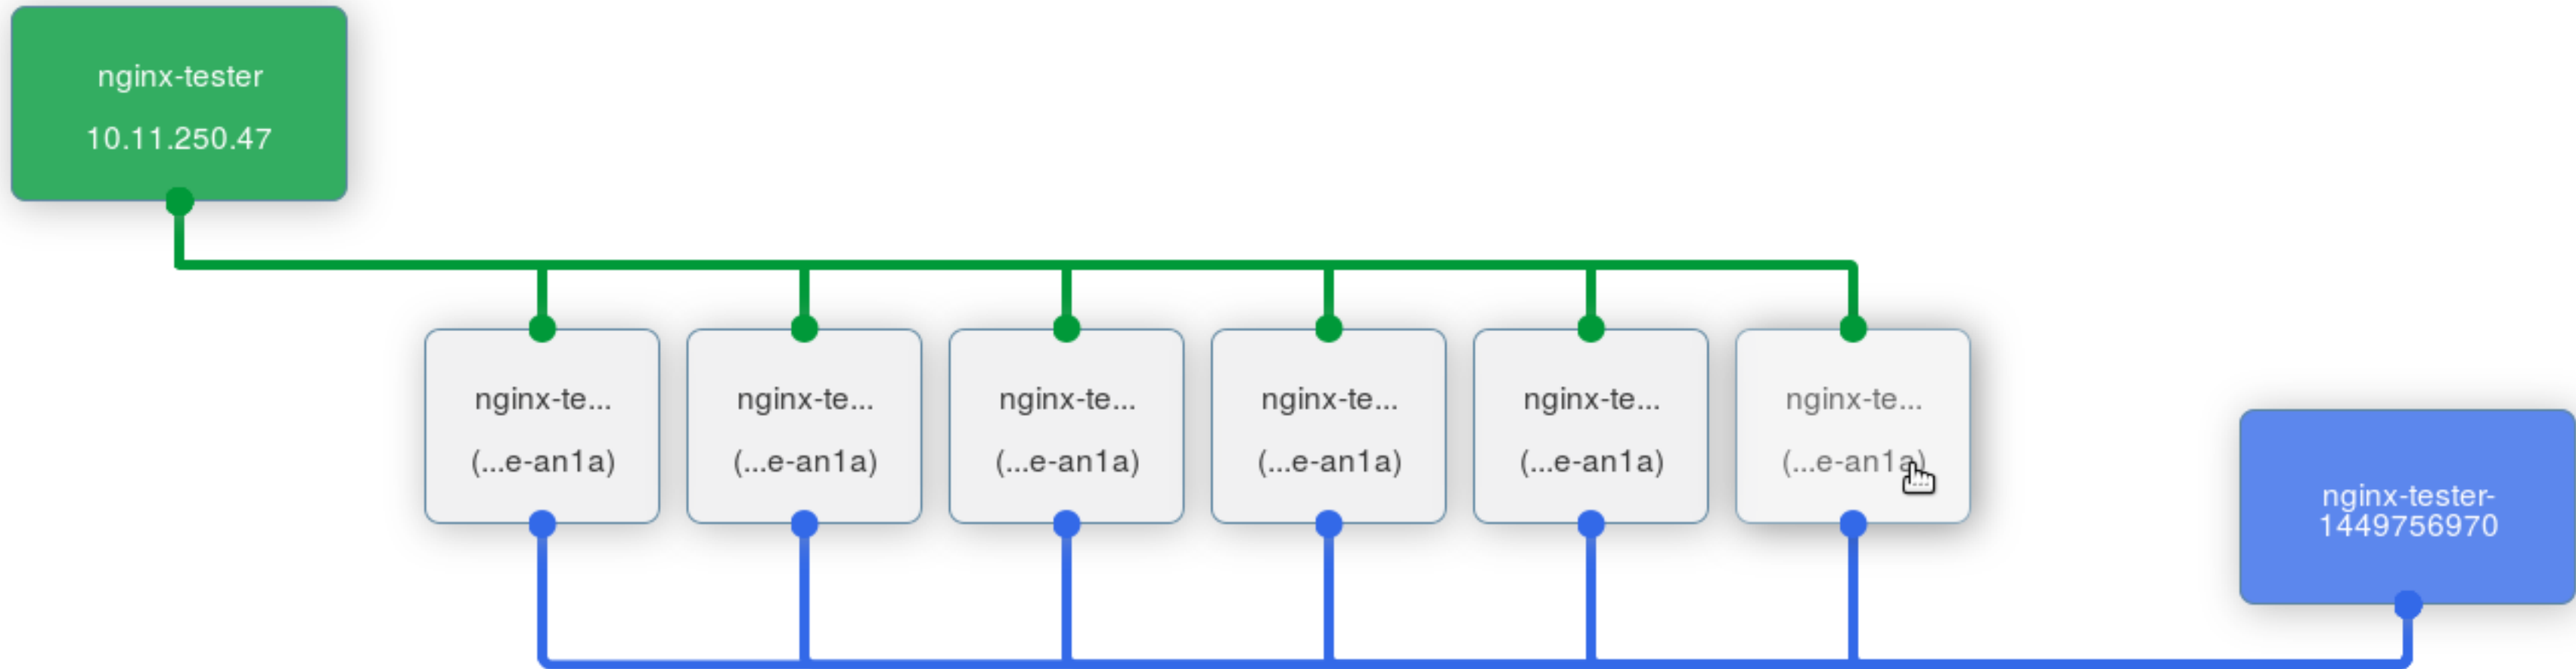 nginx-tester
10.11.250.47
nginx-te...
(...e-an1a)
nginx-te...
(...e-an1a)
nginx-te...
(...e-an1a)
nginx-te...
(...e-an1a)
nginx-te...
(...e-an1a)
nginx-te...
(...e-an1a)
nginx-tester-
1449756970